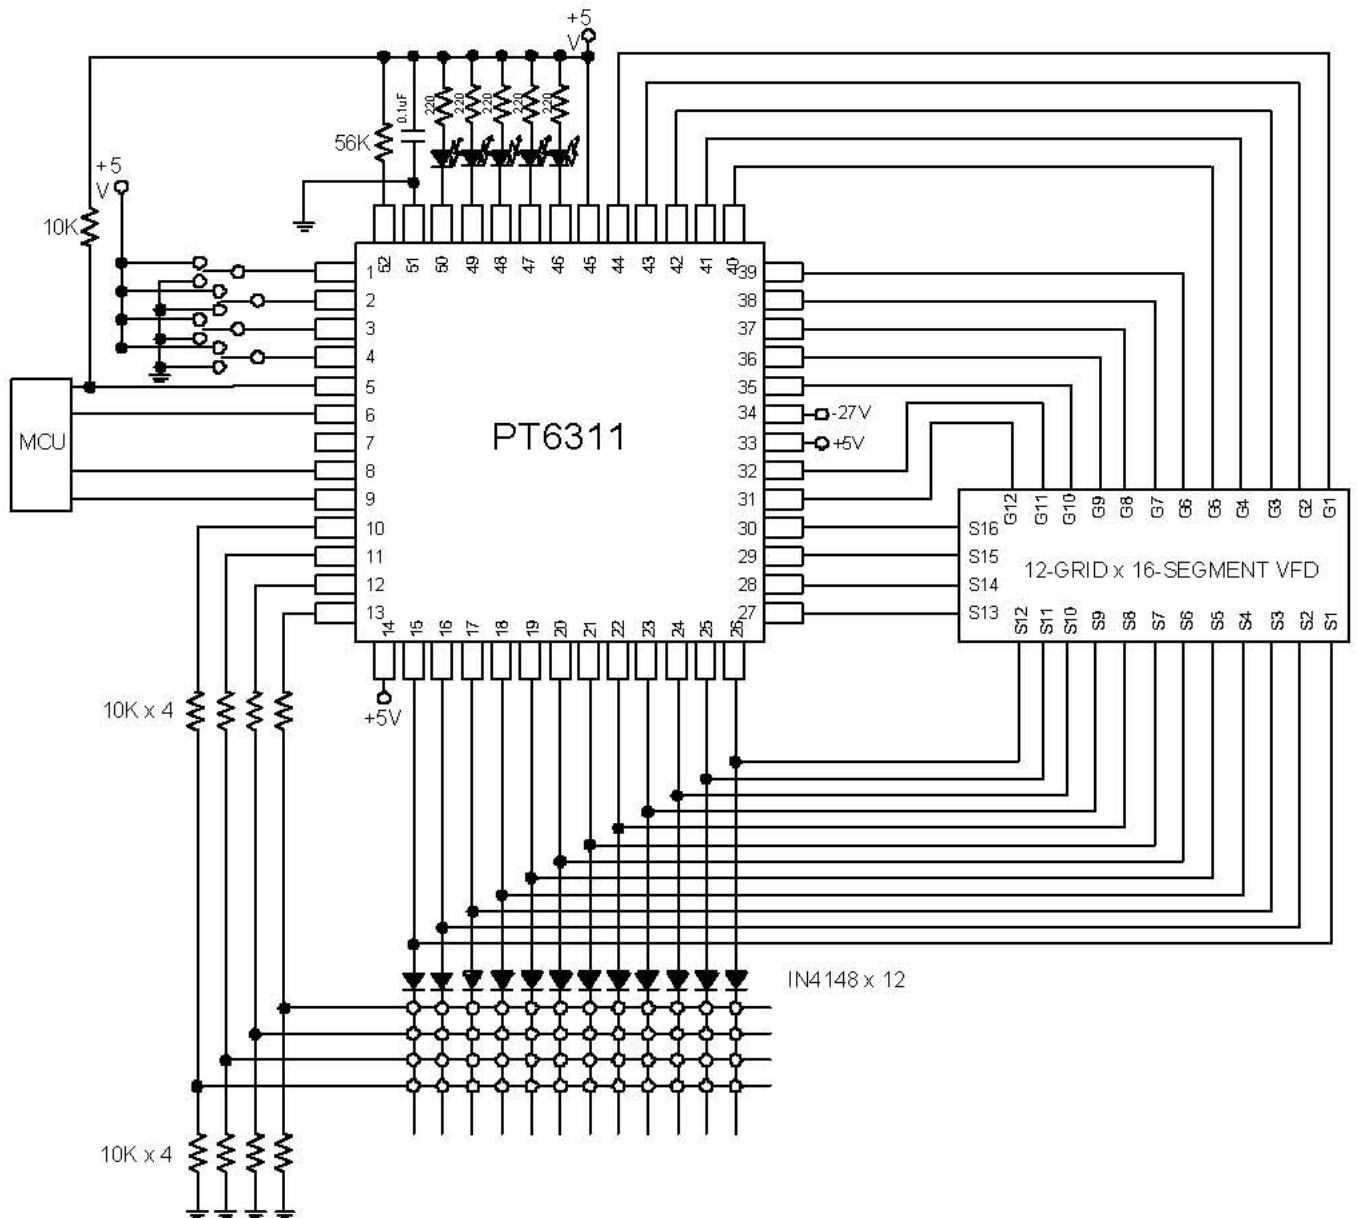 +5
V
0.1uF
220
220
220
220
220
56K
+5
V
10K
52
51
50
49
48
47
46
45
44
43
42
41
40
1
2
3
4
5
6
7
8
9
10
11
12
13
39
38
37
36
35
34
33
32
31
30
29
28
27
-27V
+5V
MCU
PT6311
G12
G11
G10
G9
G8
G7
G6
G5
G4
G3
G2
G1
S16
S15
S14
S13
12-GRID x 16-SEGMENT VFD
S12
S11
S10
S9
S8
S7
S6
S5
S4
S3
S2
S1
14
15
16
17
18
19
20
21
22
23
24
25
26
+5V
10K x 4
IN4148 x 12
10K x 4